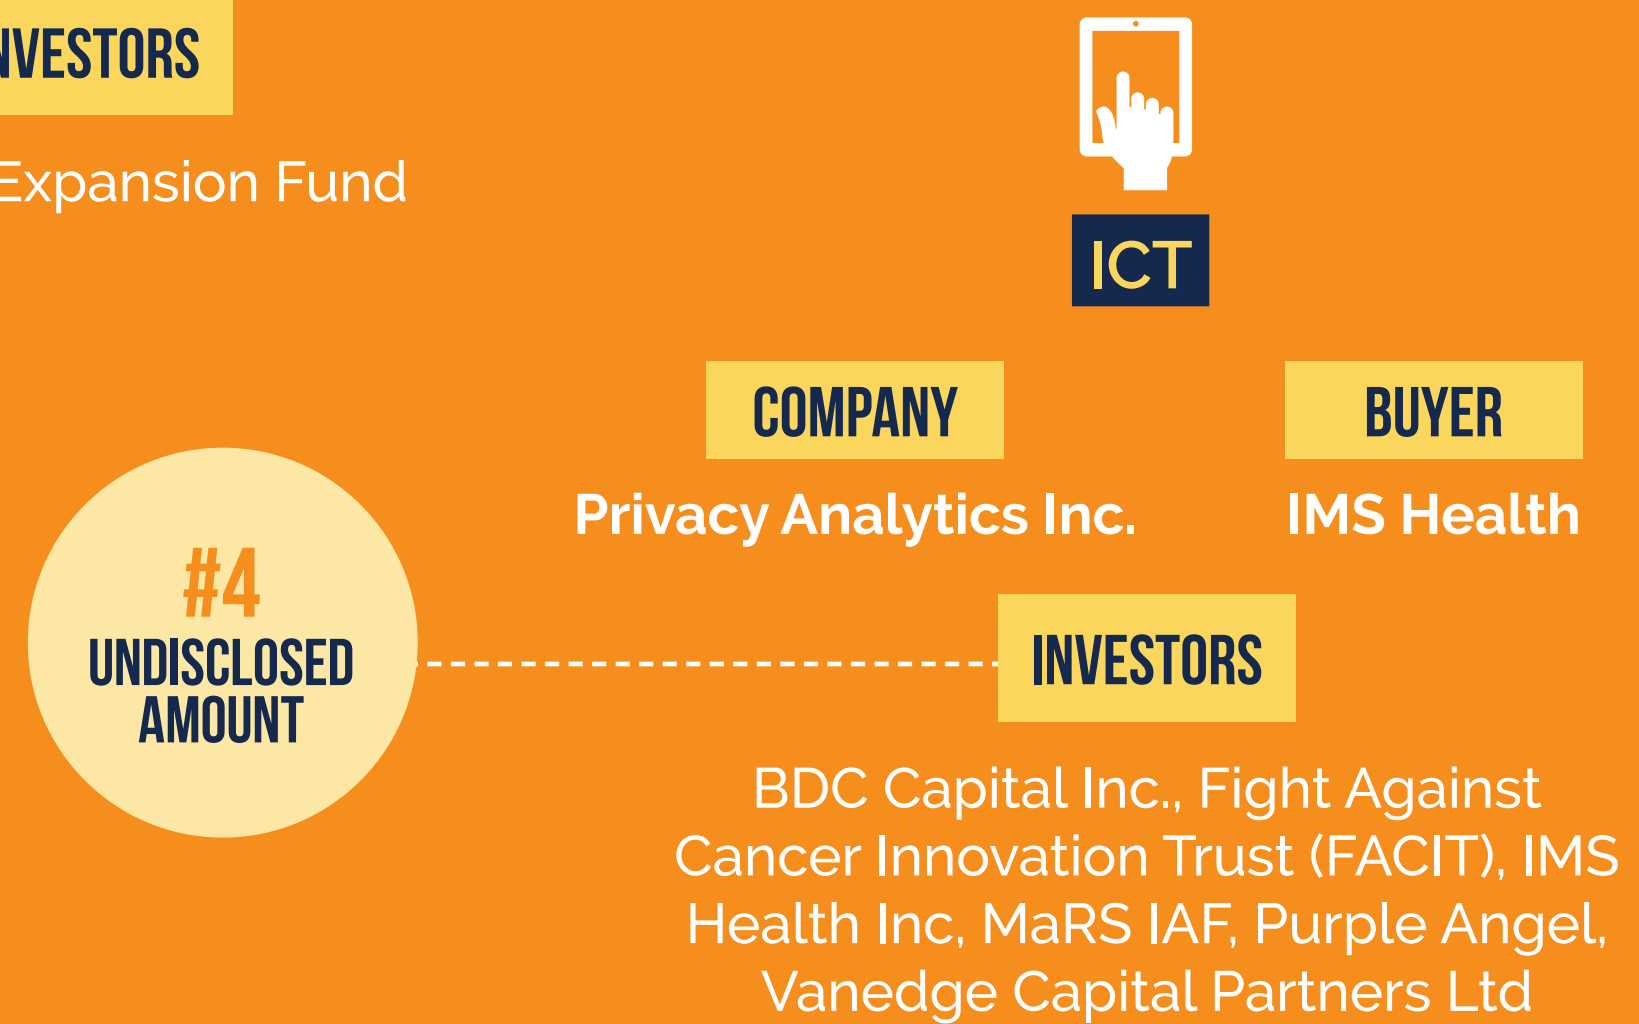 NVESTORS
Expansion Fund
ICT
COMPANY
BUYER
Privacy Analytics Inc.
IMS Health
#4
UNDISCLOSED
AMOUNT
INVESTORS
BDC Capital Inc., Fight Against
Cancer Innovation Trust (FACIT), IMS
Health Inc, MaRS IAF, Purple Angel,
Vanedge Capital Partners Ltd